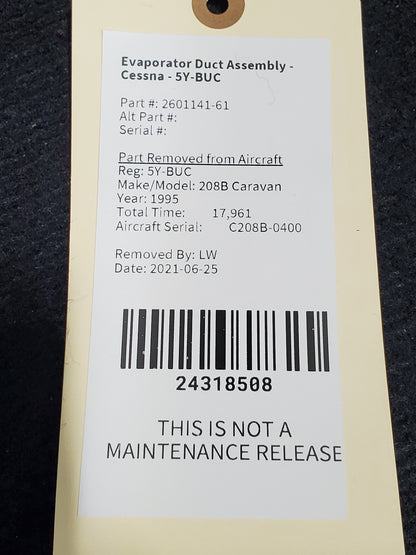 Evaporator Duct Assembly -
Cessna - 5Y-BUC
Part #: 2601141-61
Alt Part #:
Serial #:
Part Removed from Aircraft
Reg: 5Y-BUC
Make/Model: 208B Caravan
Year: 1995
Total Time: 17,961
Aircraft Serial: C208B-0400
Removed By: LW
Date: 2021-06-25
24318508
THIS IS NOT A
MAINTENANCE RELEASE